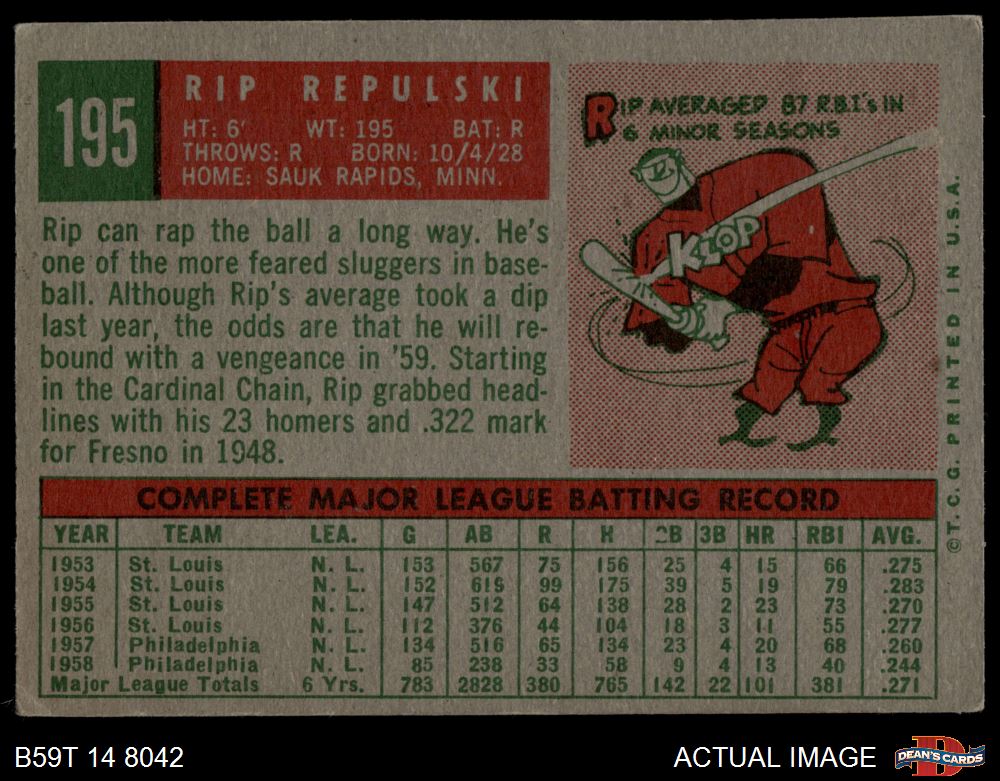 195
RIP REPULSKI
HT: 6' WT: 195 BAT: R
THROWS: R BORN: 10/4/28
HOME: SAUK RAPIDS, MINN.
Rip can rap the ball a long way. He's
one of the more feared sluggers in base-
ball. Although Rip's average took a dip
last year, the odds are that he will re-
bound with a vengeance in '59. Starting
in the Cardinal Chain, Rip grabbed head-
lines with his 23 homers and .322 mark
for Fresno in 1948.
RIP AVERAGED 87 R.B.I.'s IN
6 MINOR SEASONS
KLOP
©T.C.G. PRINTED IN U.S.A.
COMPLETE MAJOR LEAGUE BATTING RECORD
YEAR TEAM LEA. G AB R H 2B 3B HR RBI AVG.
1953 St. Louis N. L. 153 567 75 156 25 4 15 66 .275
1954 St. Louis N. L. 152 619 99 175 39 5 19 79 .283
1955 St. Louis N. L. 147 512 64 138 28 2 23 73 .270
1956 St. Louis N. L. 112 376 44 104 18 3 11 55 .277
1957 Philadelphia N. L. 134 516 65 134 23 4 20 68 .260
1958 Philadelphia N. L. 85 238 33 58 9 4 13 40 .244
Major League Totals 6 Yrs. 783 2828 380 765 142 22 101 381 .271
B59T 14 8042
ACTUAL IMAGE
D
DEAN'S CARDS